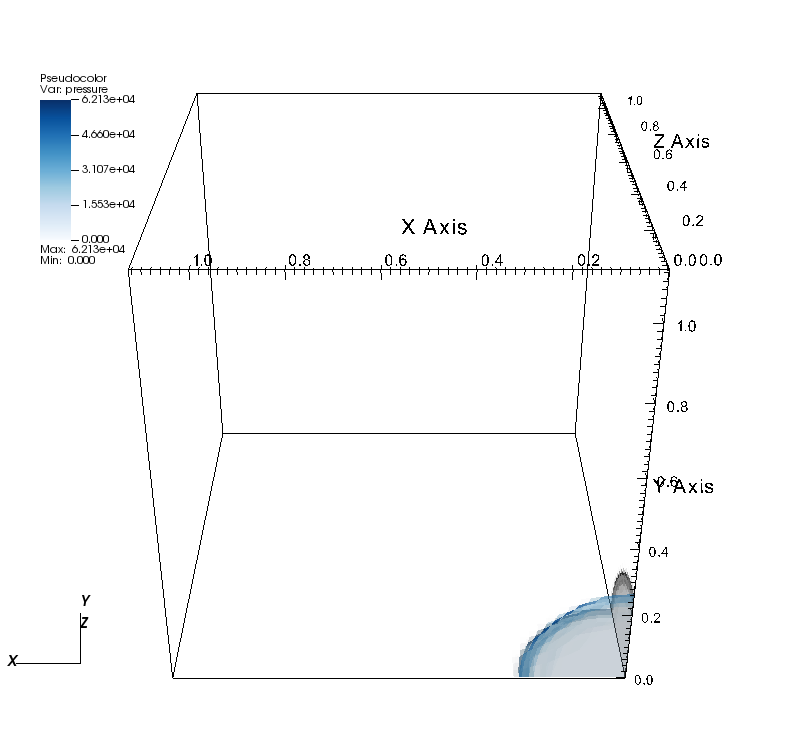 Pseudocolor
Var: pressure
6.213e+04
4.660e+04
3.107e+04
1.553e+04
0.000
Max: 6.213e+04
Min: 0.000
1.0
0.8
Z Axis
0.6
0.4
0.2
0.0
X Axis
1.0 0.8 0.6 0.4 0.2 0.0
1.0
0.8
0.6
Y Axis
0.4
0.2
0.0
Y
Z
X